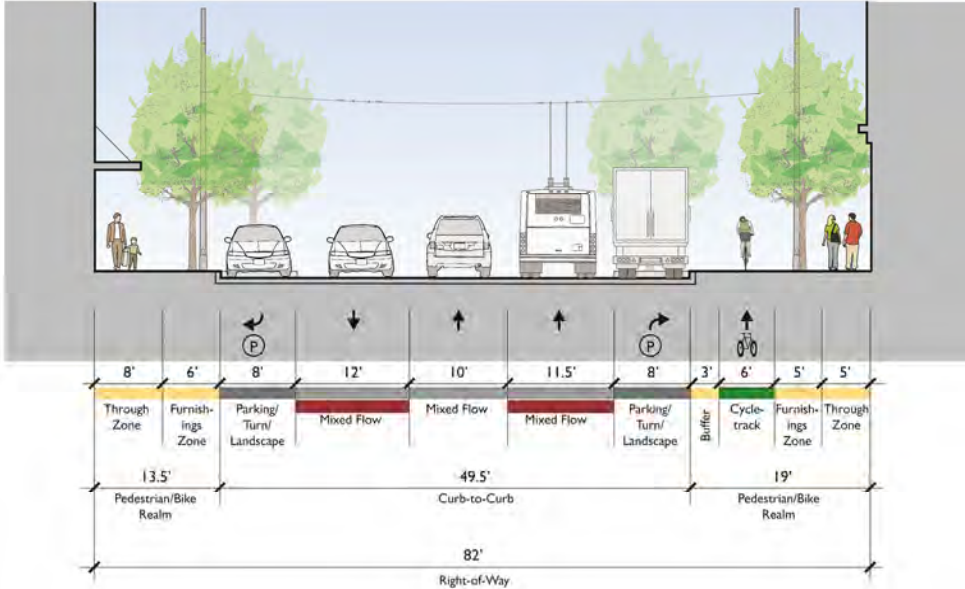 P
P
8' 6' 8' 12' 10' 11.5' 8' 3' 6' 5' 5'
Through Zone
Furnish-
ings
Zone
Parking/
Turn/
Landscape
Mixed Flow
Mixed Flow
Mixed Flow
Parking/
Turn/
Landscape
Buffer
Cycle-
track
Furnish-
ings
Zone
Through
Zone
13.5' 49.5' 19'
Pedestrian/Bike
Realm
Curb-to-Curb
Pedestrian/Bike
Realm
82'
Right-of-Way